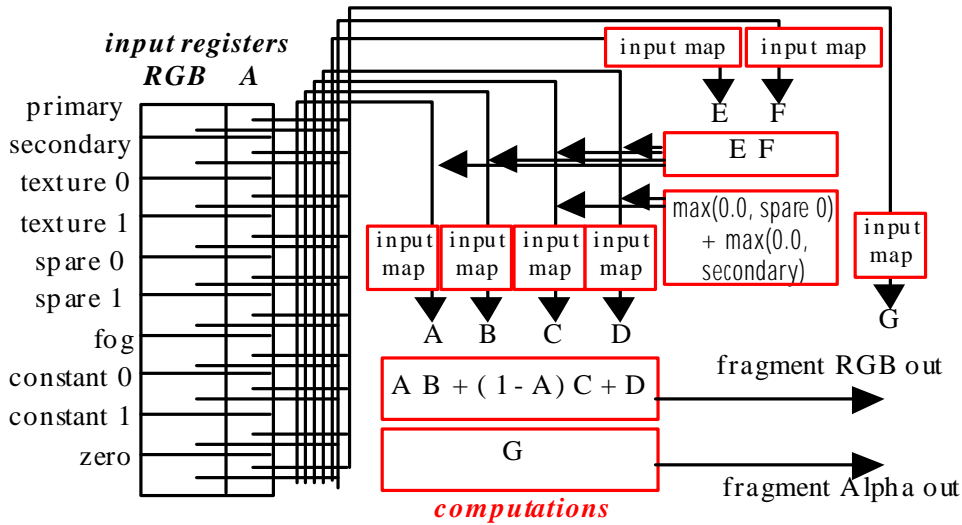 input registers
RGB A
primary
secondary
texture 0
texture 1
spare 0
spare 1
fog
constant 0
constant 1
zero
input map
input map
E
F
E F
max(0.0, spare 0)
+ max(0.0,
secondary)
input
map
input
map
input
map
input
map
input
map
A
B
C
D
G
A B + ( 1 - A ) C + D
fragment RGB out
G
fragment Alpha out
computations